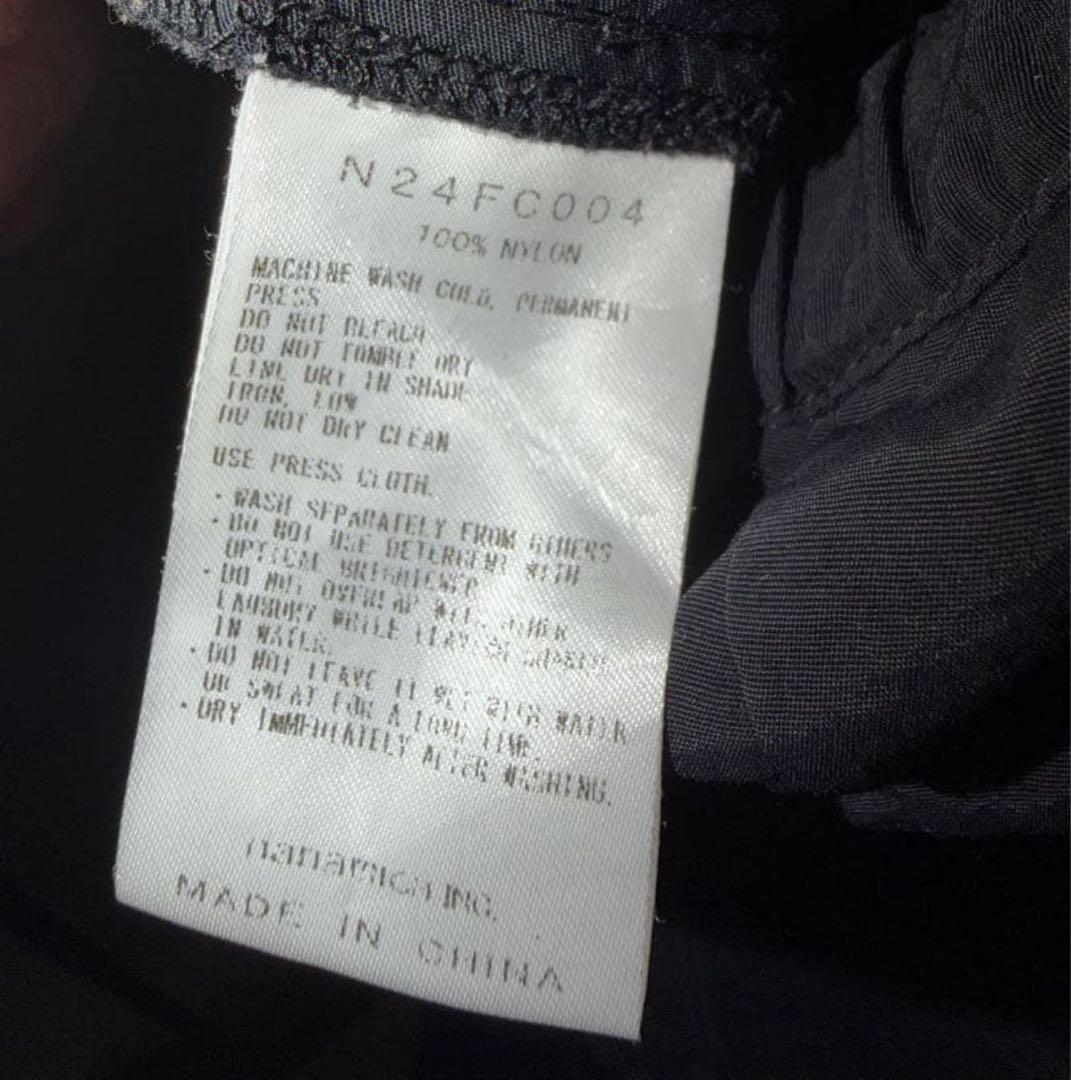 N24FC004
100% NYLON
MACHINE WASH COLD, PERMANENT
PRESS
DO NOT BLEACH
DO NOT TUMBLE DRY
LINE DRY IN SHADE
IRON, LOW
DO NOT DRY CLEAN
USE PRESS CLOTH.
· WASH SEPARATELY FROM OTHERS
· DO NOT USE DETERGENT WITH
OPTICAL BRIGHTENER
· DO NOT OVERLAP WITH OTHER
LAUNDRY WHILE
IN WATER.
· DO NOT LEAVE IT WET WITH WATER
OR SWEAT FOR A LONG TIME.
· DRY IMMEDIATELY AFTER WASHING.
nanamica INC.
MADE IN CHINA